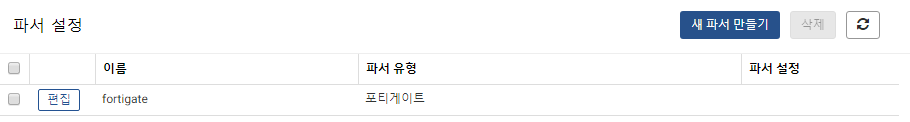 파서 설정
새 파서 만들기 삭제
이름 파서 유형 파서 설정
편집 fortigate 포티게이트